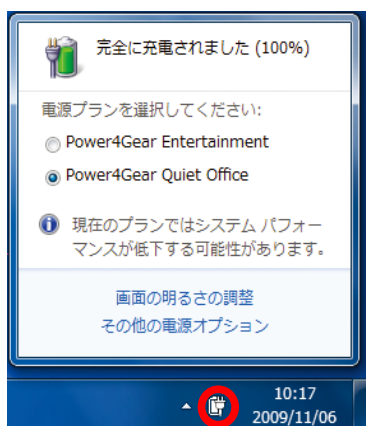 完全に充電されました (100%)
電源プランを選択してください:
Power4Gear Entertainment
Power4Gear Quiet Office
現在のプランではシステム パフォー
マンスが低下する可能性があります。
画面の明るさの調整
その他の電源オプション
10:17
2009/11/06